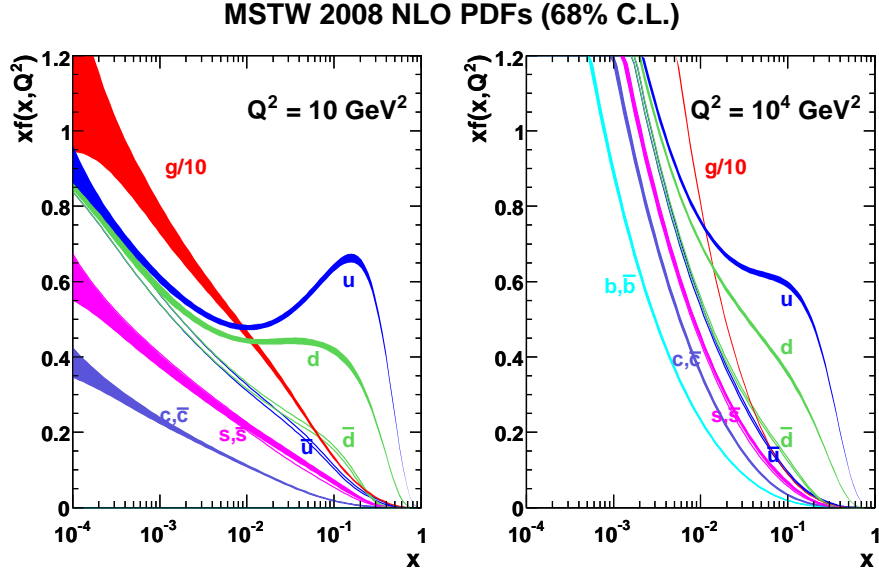 MSTW 2008 NLO PDFs (68% C.L.)
xf(x,Q²)
1.2
1
0.8
0.6
0.4
0.2
0
Q² = 10 GeV²
g/10
u
d
d̅
u̅
s,s̅
c,c̅
10⁻⁴
10⁻³
10⁻²
10⁻¹
1
x
xf(x,Q²)
1.2
1
0.8
0.6
0.4
0.2
0
Q² = 10⁴ GeV²
g/10
b,b̅
u
d
c,c̅
s,s̅
d̅
u̅
10⁻⁴
10⁻³
10⁻²
10⁻¹
1
x